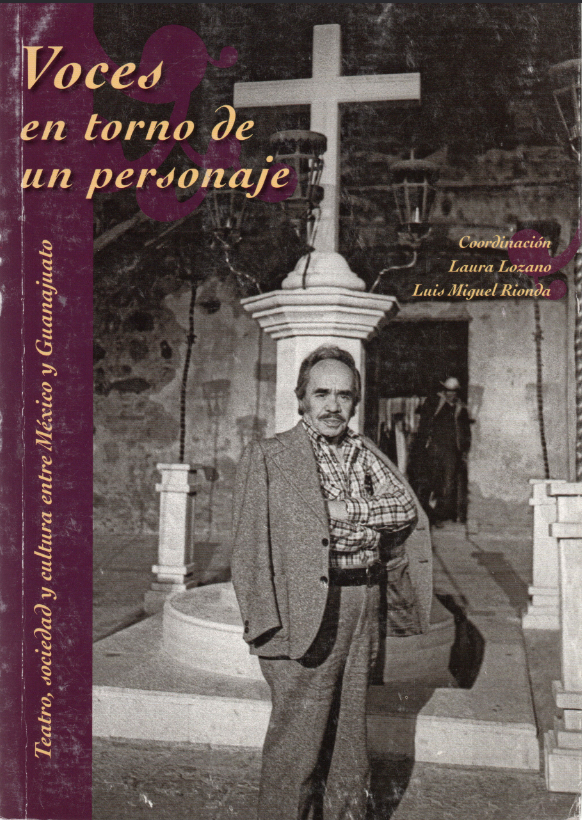 Voces
en torno de
un personaje
Coordinación
Laura Lozano
Luis Miguel Rionda
Teatro, sociedad y cultura entre México y Guanajuato